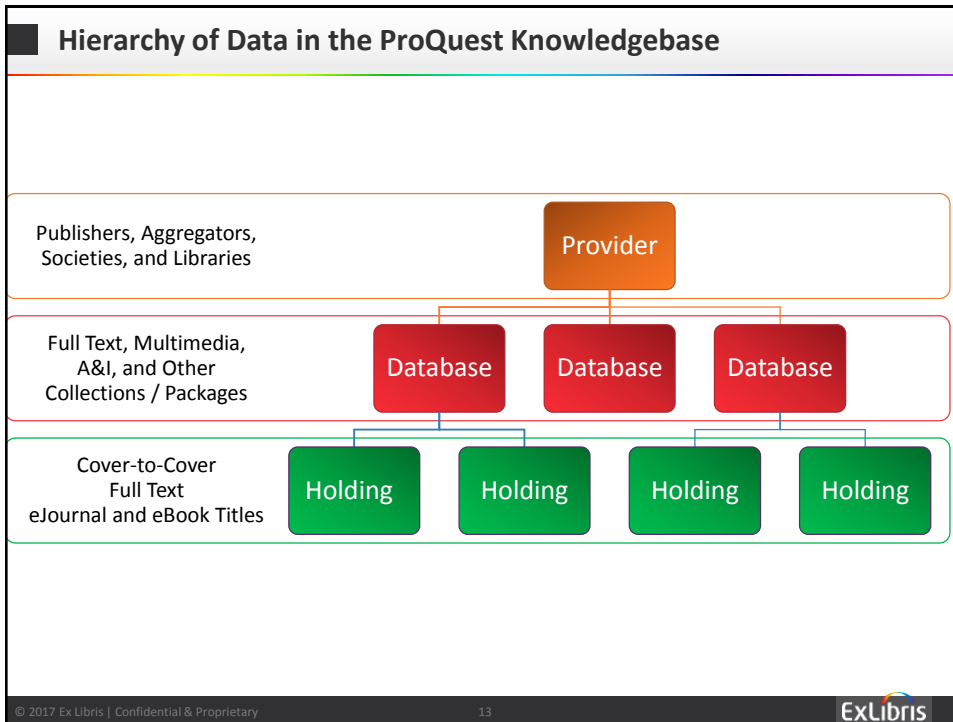 Hierarchy of Data in the ProQuest Knowledgebase
Publishers, Aggregators,
Societies, and Libraries
Provider
Full Text, Multimedia,
A&I, and Other
Collections / Packages
Database
Database
Database
Cover-to-Cover
Full Text
eJournal and eBook Titles
Holding
Holding
Holding
Holding
© 2017 Ex Libris | Confidential & Proprietary
13
ExLibris